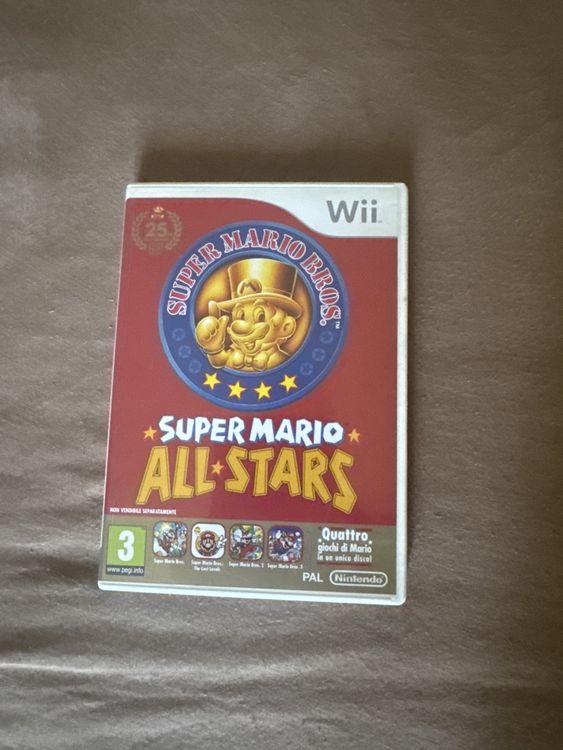 Wii
25th
SUPER MARIO BROS.
TM
SUPER MARIO
ALL★STARS
NON VENDIBILE SEPARATAMENTE
3
www.pegi.info
Super Mario Bros.
Super Mario Bros.:
The Lost Levels
Super Mario Bros. 2
Super Mario Bros. 3
Quattro
giochi di Mario
in un unico disco!
PAL
Nintendo